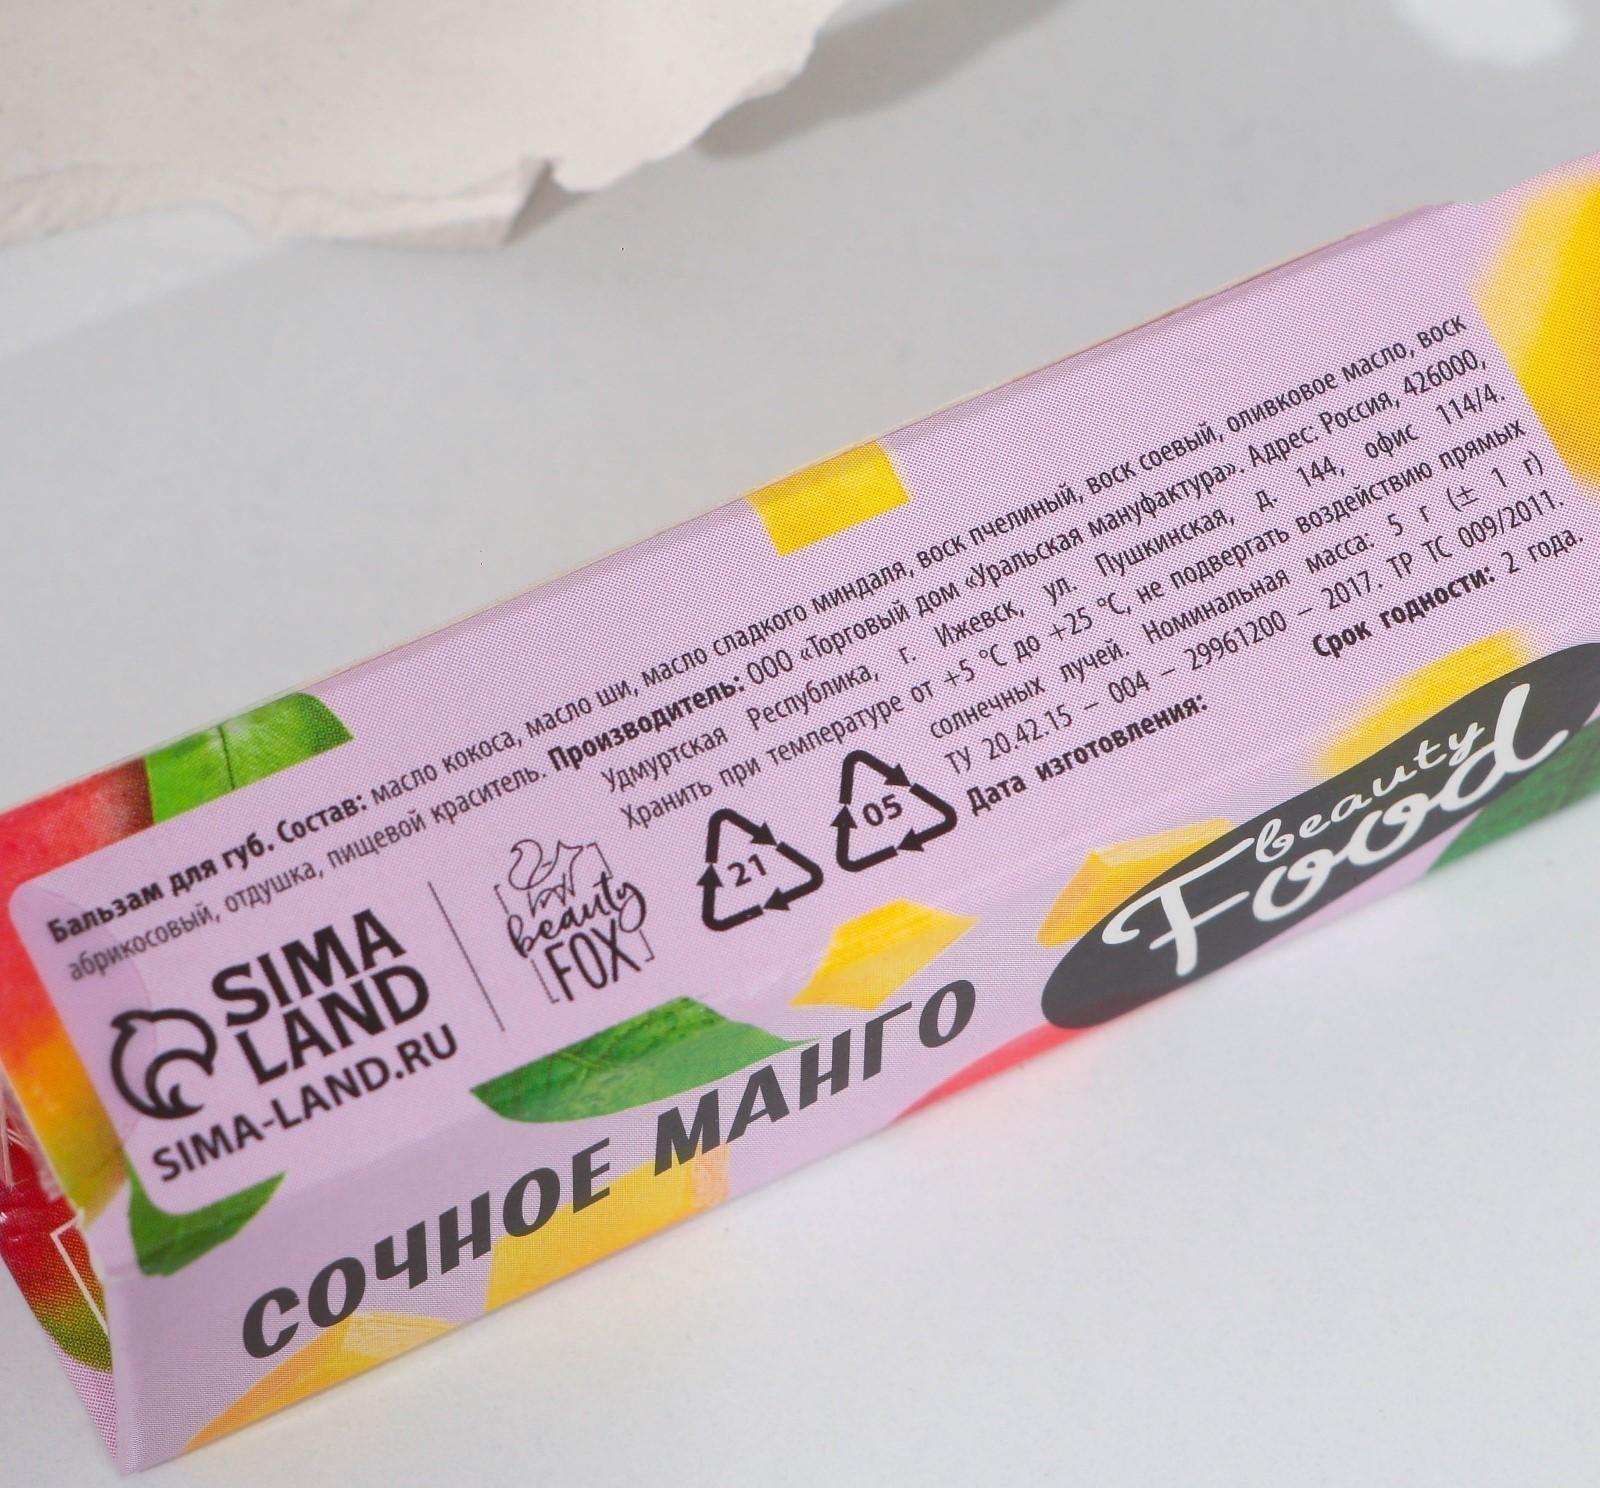 Бальзам для губ. Состав: масло кокоса, масло ши, масло сладкого миндаля, воск пчелиный, воск соевый, оливковое масло, воск
абрикосовый, отдушка, пищевой краситель. Производитель: ООО «Торговый дом «Уральская мануфактура». Адрес: Россия, 426000,
Удмуртская Республика, г. Ижевск, ул. Пушкинская, д. 144, офис 114/4.
Хранить при температуре от +5 °C до +25 °C, не подвергать воздействию прямых
солнечных лучей. Номинальная масса: 5 г (± 1 г)
ТУ 20.42.15 – 004 – 29961200 – 2017. ТР ТС 009/2011.
Дата изготовления:
Срок годности: 2 года.
SIMA
LAND
SIMA-LAND.RU
beauty
FOX
21
05
СОЧНОЕ МАНГО
beauty
Food